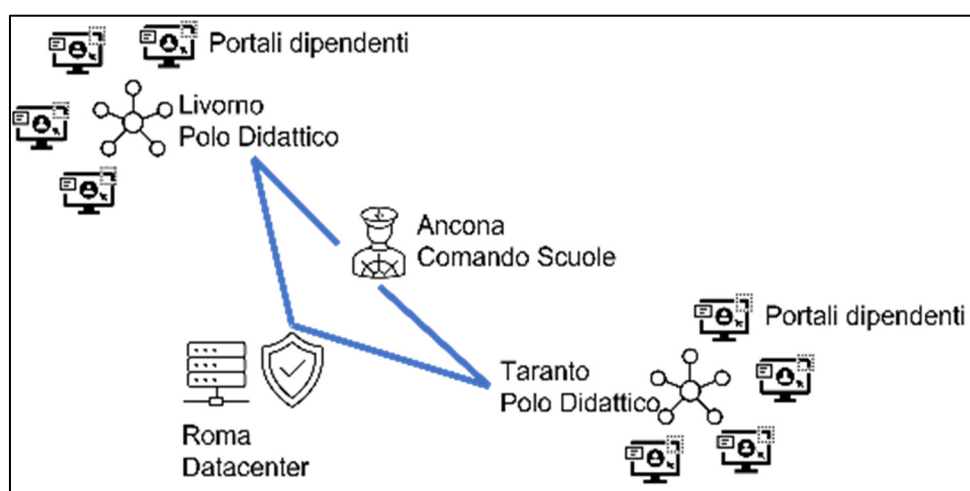 Portali dipendenti
Livorno
Polo Didattico
Ancona
Comando Scuole
Portali dipendenti
Taranto
Polo Didattico
Roma
Datacenter